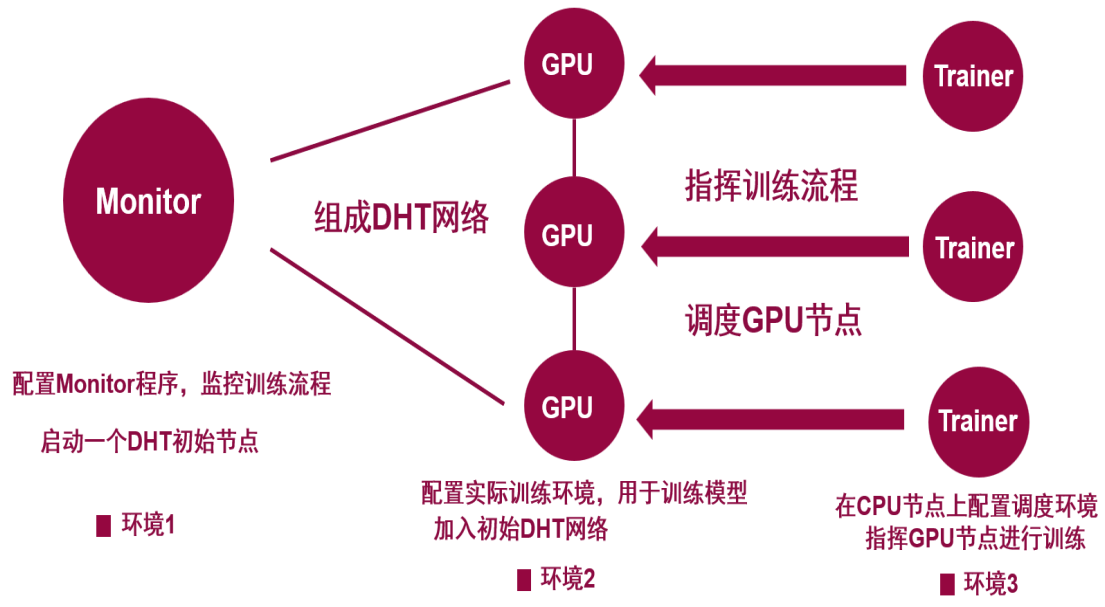 Monitor
组成DHT网络
GPU
GPU
GPU
指挥训练流程
调度GPU节点
Trainer
Trainer
Trainer
配置Monitor程序，监控训练流程
启动一个DHT初始节点
环境1
配置实际训练环境，用于训练模型
加入初始DHT网络
环境2
在CPU节点上配置调度环境
指挥GPU节点进行训练
环境3